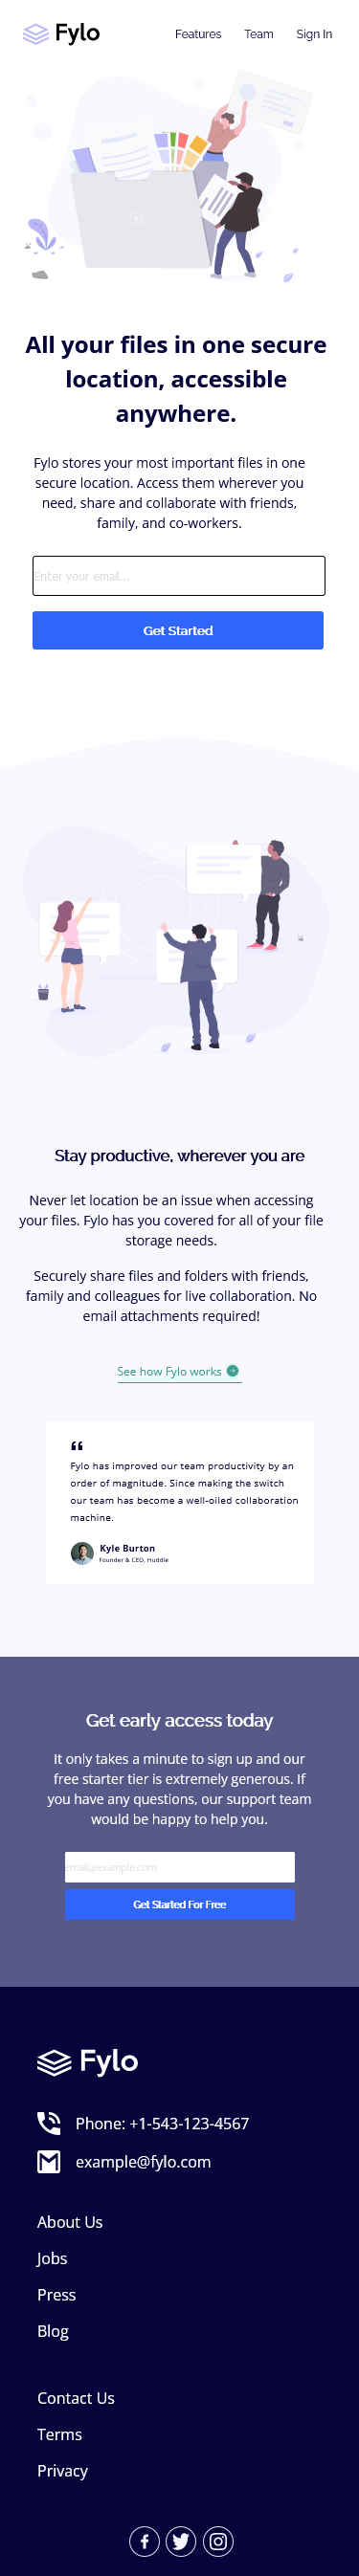 Fylo
Features Team Sign In
All your files in one secure
location, accessible
anywhere.
Fylo stores your most important files in one
secure location. Access them wherever you
need, share and collaborate with friends,
family, and co-workers.
Enter your email...
Get Started
Stay productive, wherever you are
Never let location be an issue when accessing
your files. Fylo has you covered for all of your file
storage needs.
Securely share files and folders with friends,
family and colleagues for live collaboration. No
email attachments required!
See how Fylo works
“
Fylo has improved our team productivity by an
order of magnitude. Since making the switch
our team has become a well-oiled collaboration
machine.
Kyle Burton
Founder & CEO, Huddle
Get early access today
It only takes a minute to sign up and our
free starter tier is extremely generous. If
you have any questions, our support team
would be happy to help you.
email@example.com
Get Started For Free
Fylo
Phone: +1-543-123-4567
example@fylo.com
About Us
Jobs
Press
Blog
Contact Us
Terms
Privacy